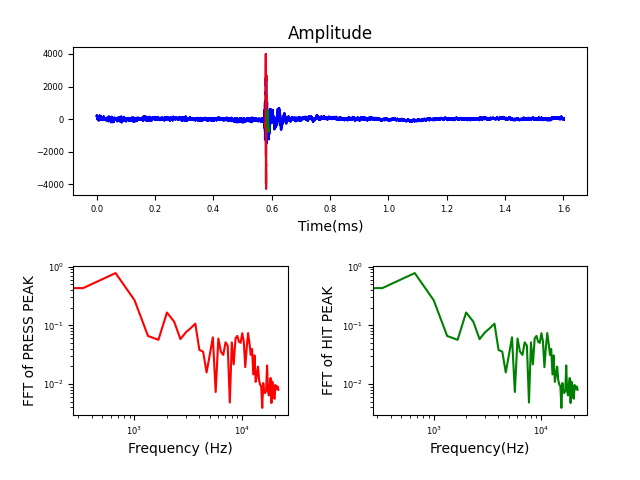 Amplitude
4000
2000
0
−2000
−4000
0.0 0.2 0.4 0.6 0.8 1.0 1.2 1.4 1.6
Time(ms)
FFT of PRESS PEAK
10⁰
10⁻¹
10⁻²
10³ 10⁴
Frequency (Hz)
FFT of HIT PEAK
10⁰
10⁻¹
10⁻²
10³ 10⁴
Frequency(Hz)